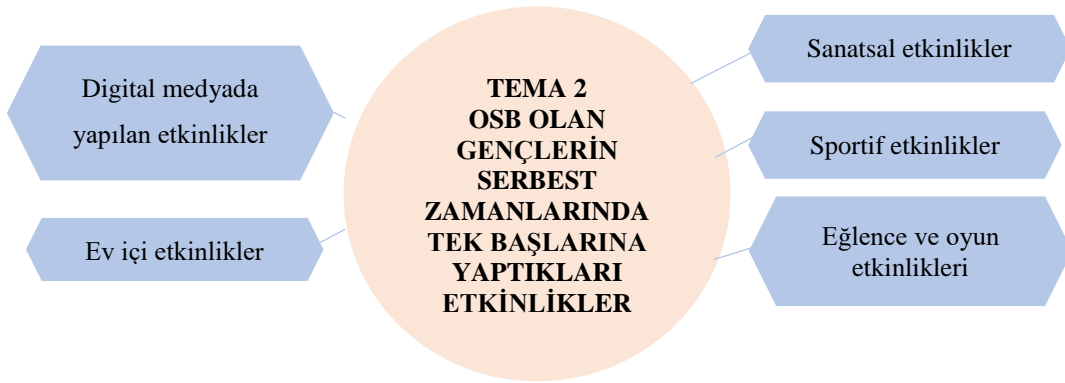 Digital medyada
yapılan etkinlikler
Ev içi etkinlikler
TEMA 2
OSB OLAN
GENÇLERİN
SERBEST
ZAMANLARINDA
TEK BAŞLARINA
YAPTIKLARI
ETKİNLİKLER
Sanatsal etkinlikler
Sportif etkinlikler
Eğlence ve oyun
etkinlikleri